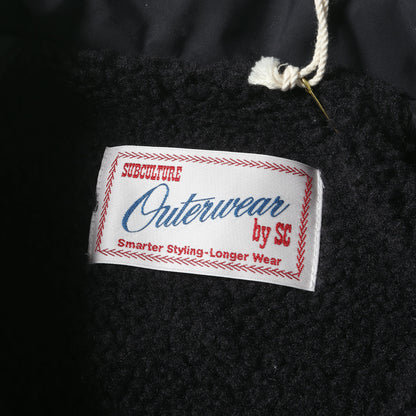 SUBCULTURE
Outerwear
by SC
Smarter Styling-Longer Wear